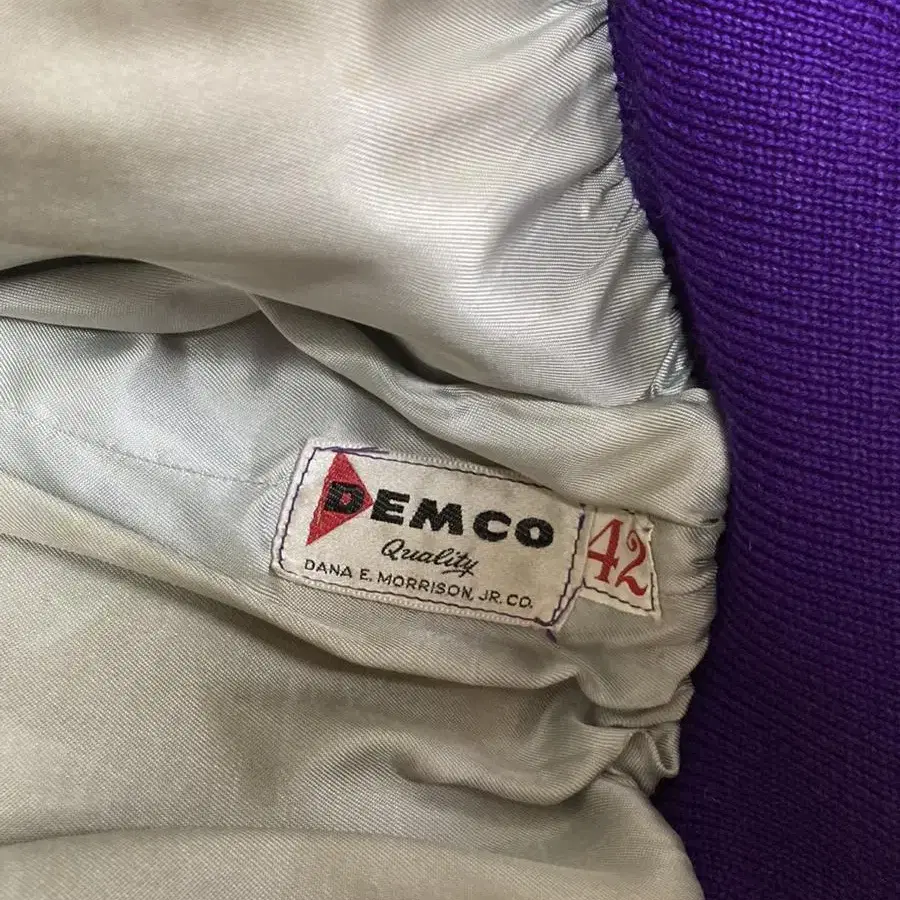 DEMCO
Quality
DANA E. MORRISON, JR. CO.
42